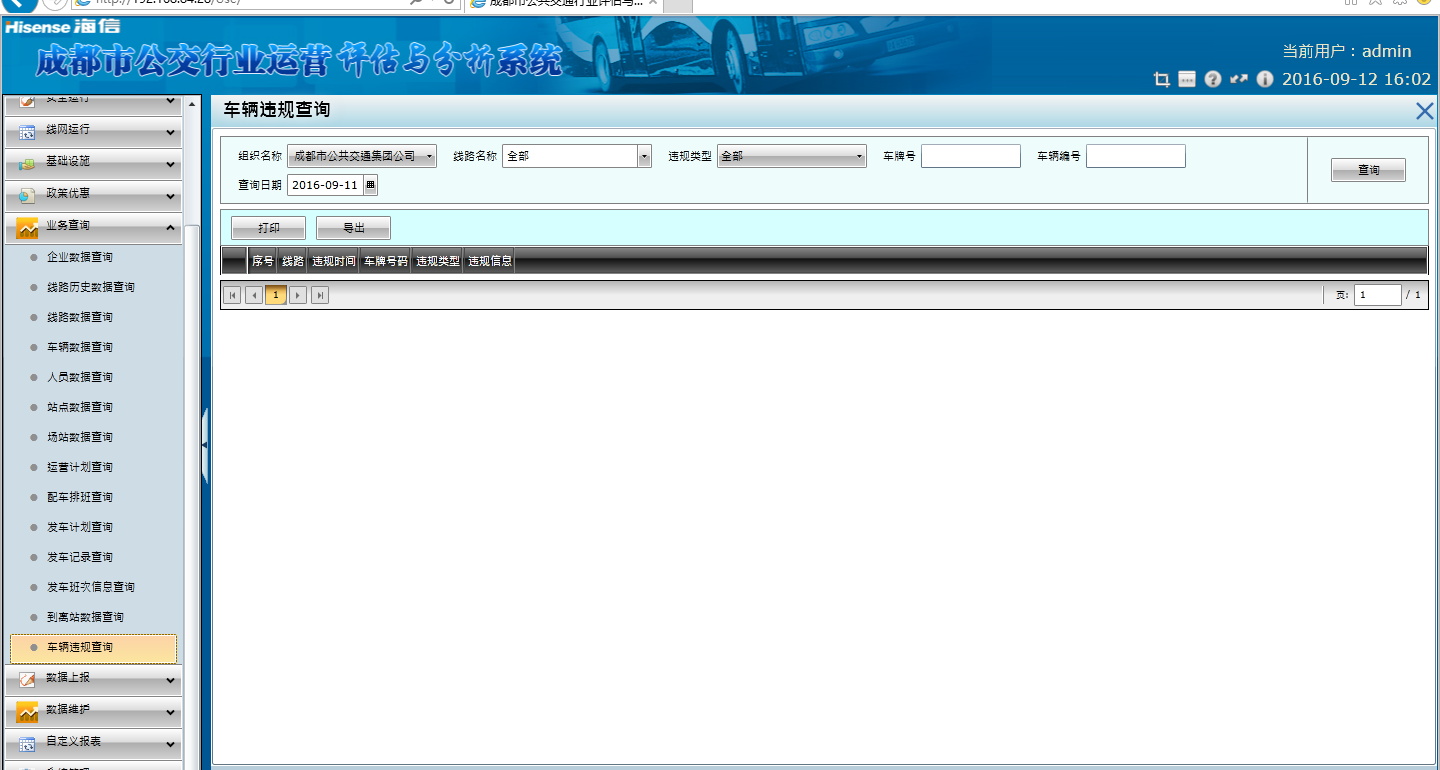 成都市公共交通行业评估与...
Hisense 海信
成都市公交行业运营评估与分析系统
当前用户：admin
2016-09-12 16:02
安全运行
线网运行
基础设施
政策优惠
业务查询
企业数据查询
线路历史数据查询
线路数据查询
车辆数据查询
人员数据查询
站点数据查询
场站数据查询
运营计划查询
配车排班查询
发车计划查询
发车记录查询
发车班次信息查询
到离站数据查询
车辆违规查询
数据上报
数据维护
自定义报表
车辆违规查询
组织名称 成都市公共交通集团公司 线路名称 全部 违规类型 全部 车牌号 车辆编号
查询日期 2016-09-11
查询
打印 导出
序号 线路 违规时间 车牌号码 违规类型 违规信息
1 页: 1 / 1